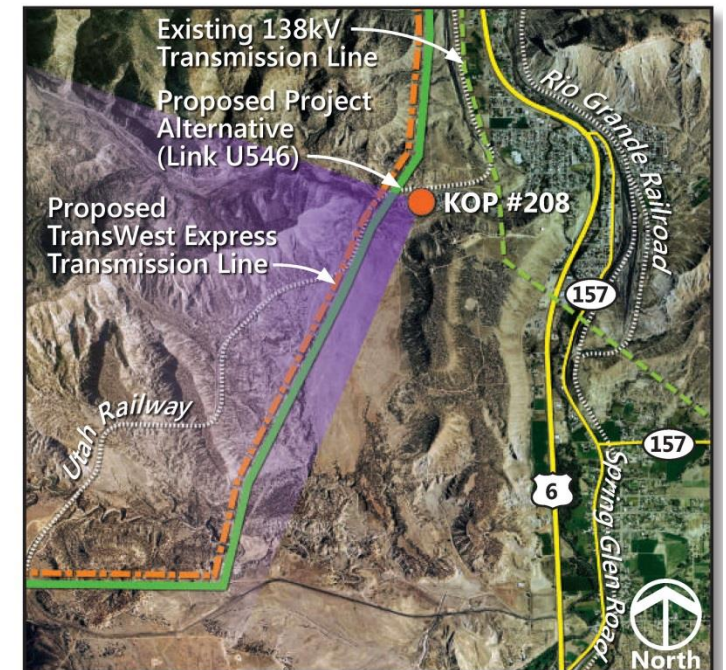 Existing 138kV
Transmission Line
Proposed Project
Alternative
(Link U546)
Rio Grande Railroad
KOP #208
Proposed
TransWest Express
Transmission Line
157
Utah Railway
157
6
Spring Glen Road
North